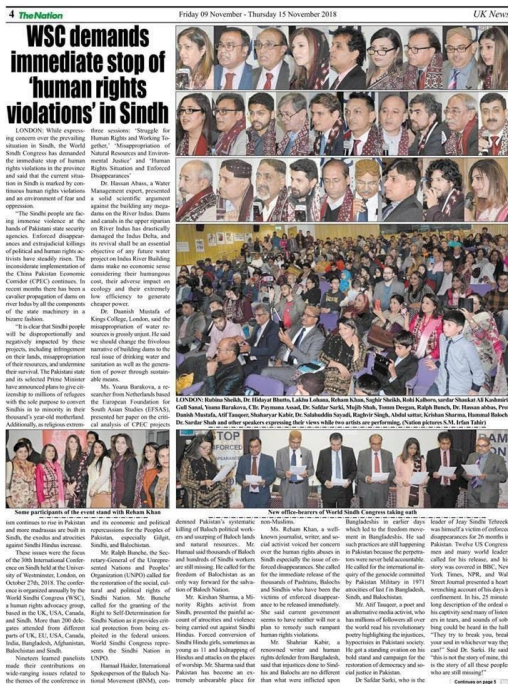 4 The Nation
Friday 09 November - Thursday 15 November 2018
UK News
WSC demands
immediate stop of
'human rights
violations' in Sindh
LONDON: While express-
ing concern over the prevailing
situation in Sindh, the World
Sindh Congress has demanded
the immediate stop of human
rights violations in the province
and said that the current situa-
tion in Sindh is marked by con-
tinuous human rights violations
and an environment of fear and
oppression.
"The Sindhi people are fac-
ing immense violence at the
hands of Pakistani state security
agencies. Enforced disappear-
ances and extrajudicial killings
of political and human rights ac-
tivists have steadily risen. The
inconsiderate implementation of
the China Pakistan Economic
Corridor (CPEC) continues. In
recent months there has been a
cavalier propagation of dams on
river Indus by all the components
of the state machinery in a
bizarre fashion.
"It is clear that Sindhi people
will be disproportionally and
negatively impacted by these
projects, including infringement
on their lands, misappropriation
of their resources, and undermine
their survival. The Pakistani state
and its selected Prime Minister
have announced plans to give cit-
izenship to millions of refugees
with the sole purpose to convert
Sindhis in to minority in their
thousand's year-old motherland.
Additionally, as religious extrem-
three sessions: 'Struggle for
Human Rights and Working To-
gether,' 'Misappropriation of
Natural Resources and Environ-
mental Justice' and 'Human
Rights Situation and Enforced
Disappearances'
Dr. Hassan Abass, a Water
Management expert, presented
a solid scientific argument
against the building any mega-
dams on the River Indus. Dams
and canals in the upper riparian
on River Indus has drastically
damaged the Indus Delta, and
its revival shall be an essential
objective of any future water
project on Indus River Building
dams make no economic sense
considering their humongous
cost, their adverse impact on
ecology and their extremely
low efficiency to generate
cheaper power.
Dr. Daanish Mustafa of
Kings College, London, said the
misappropriation of water re-
sources is grossly unjust. He said
we should change the frivolous
narrative of building dams to the
real issue of drinking water and
sanitation as well as the genera-
tion of power through sustain-
able means.
Ms. Yoana Barakova, a re-
searcher from Netherlands based
the European Foundation for
South Asian Studies (EFSAS),
presented her paper on the crit-
ical analysis of CPEC projects
LONDON: Rubina Sheikh, Dr. Hidayat Bhutto, Lakhu Lohana, Reham Khan, Saghir Sheikh, Rohi Kalhoro, sardar Shaukat Ali Kashmiri
Gull Sanai, Yoana Barakova, Cllr. Paymana Assad, Dr. Safdar Sarki, Mujib Shah, Tomm Deegan, Ralph Bunche, Dr. Hassan abbas, Pro
Danish Mustafa, Atif Tauqeer, Shaharyar Kabir, Dr. Salahuddin Sayadi, Raghvir Singh, Abdul sattar, Krishan Sharma, Hammal Baloch
Dr. Sardar Shah and other speakers expressing their views while two artists are performing. (Nation pictures S.M. Irfan Tahir)
STOP
Some participants of the event stand with Reham Khan
New office-bearers of World Sindh Congress taking oath
ism continues to rise in Pakistan
and more madrasas are built in
Sindh, the exodus and atrocities
against Sindhi Hindus increase.
These issues were the focus
of the 30th International Confer-
ence on Sindh held at the Univer-
sity of Westminster, London, on
October 27th, 2018. The confer-
ence is organized annually by the
World Sindhi Congress (WSC),
a human rights advocacy group,
based in the UK, USA, Canada,
and Sindh. More than 200 dele-
gates attended from different
parts of UK, EU, USA, Canada,
India, Bangladesh, Afghanistan,
Balochistan and Sindh.
Nineteen learned panelists
made their contributions on
wide-ranging issues related to
the themes of the conference in
and its economic and political
repercussions for the Peoples of
Pakistan, especially Gilgit,
Sindhi, and Balochistan.
Mr. Ralph Bunche, the Sec-
retary-General of the Unrepre-
sented Nations and Peoples'
Organization (UNPO) called for
the restoration of the social, cul-
tural and political rights of
Sindhi Nation. Mr. Bunche
called for the granting of the
Right to Self-Determination for
Sindhi Nation as it provides crit-
ical protection from being ex-
ploited in the federal unions.
World Sindhi Congress repre-
sents the Sindhi Nation in
UNPO.
Hamaal Haider, International
Spokesperson of the Baloch Na-
tional Movement (BNM), con-
demned Pakistan's systematic
killing of Baloch political work-
ers and usurping of Baloch lands
and natural resources. Mr.
Hamaal said thousands of Baloch
and hundreds of Sindhi workers
are still missing. He called for the
freedom of Balochistan as an
only way forward for the salva-
tion of Baloch Nation.
Mr. Kirshan Sharma, a Mi-
nority Rights activist from
Sindh, presented the painful ac-
count of atrocities and violence
being carried out against Sindhi
Hindus. Forced conversion of
Sindhi Hindu girls, sometimes as
young as 11 and kidnapping of
Hindus and attacks on the places
of worship. Mr. Sharma said that
Pakistan has become an ex-
tremely unbearable place for
non-Muslims.
Ms. Reham Khan, a well-
known journalist, writer, and so-
cial activist voiced her concern
over the human rights abuses in
Sindh especially the issue of en-
forced disappearances. She called
for the immediate release of the
thousands of Pashtuns, Balochs
and Sindhis who have been the
victims of enforced disappear-
ance to be released immediately.
She said current government
seems to have neither will nor a
plan to remedy such rampant
human rights violations.
Mr. Shahriar Kabir, a
renowned writer and human
rights defender from Bangladesh,
said that injustices done to Sind-
his and Balochs are no different
than what were inflicted upon
Bangladeshis in earlier days
which led to the freedom move-
ment in Bangladesh. He said
such practices are still happening
in Pakistan because the perpetra-
tors were never held accountable.
He called for the international in-
quiry of the genocide committed
by Pakistan Military in 1971
atrocities of last I'in Bangladesh,
Sindh, and Balochistan.
Mr. Atif Tauqeer, a poet and
an alternative media activist, who
has millions of followers all over
the world read his revolutionary
poetry highlighting the injustices,
hypocrisies in Pakistani society.
He got a standing ovation on his
bold stand and campaign for the
restoration of democracy and so-
cial justice in Pakistan.
Dr Safdar Sarki, who is the
leader of Jeay Sindh Tehreek
was himself a victim of enforced
disappearances for 26 months in
Pakistan. Twelve US Congress-
men and many world leaders
called for his release, and his
story was covered in BBC, New
York Times, NPR, and Wall
Street Journal presented a heart-
wrenching account of his days in
confinement. In his, 25 minute
long description of the ordeal of
his captivity send many of listen-
ers in tears, and sounds of sob-
bing could be heard in the hall.
"They try to break you, break
your soul in whichever way they
can!" Said Dr. Sarki. He said
"this is not the story of mine, this
is the story of all these people
who are still missing!"
Continues on page 5